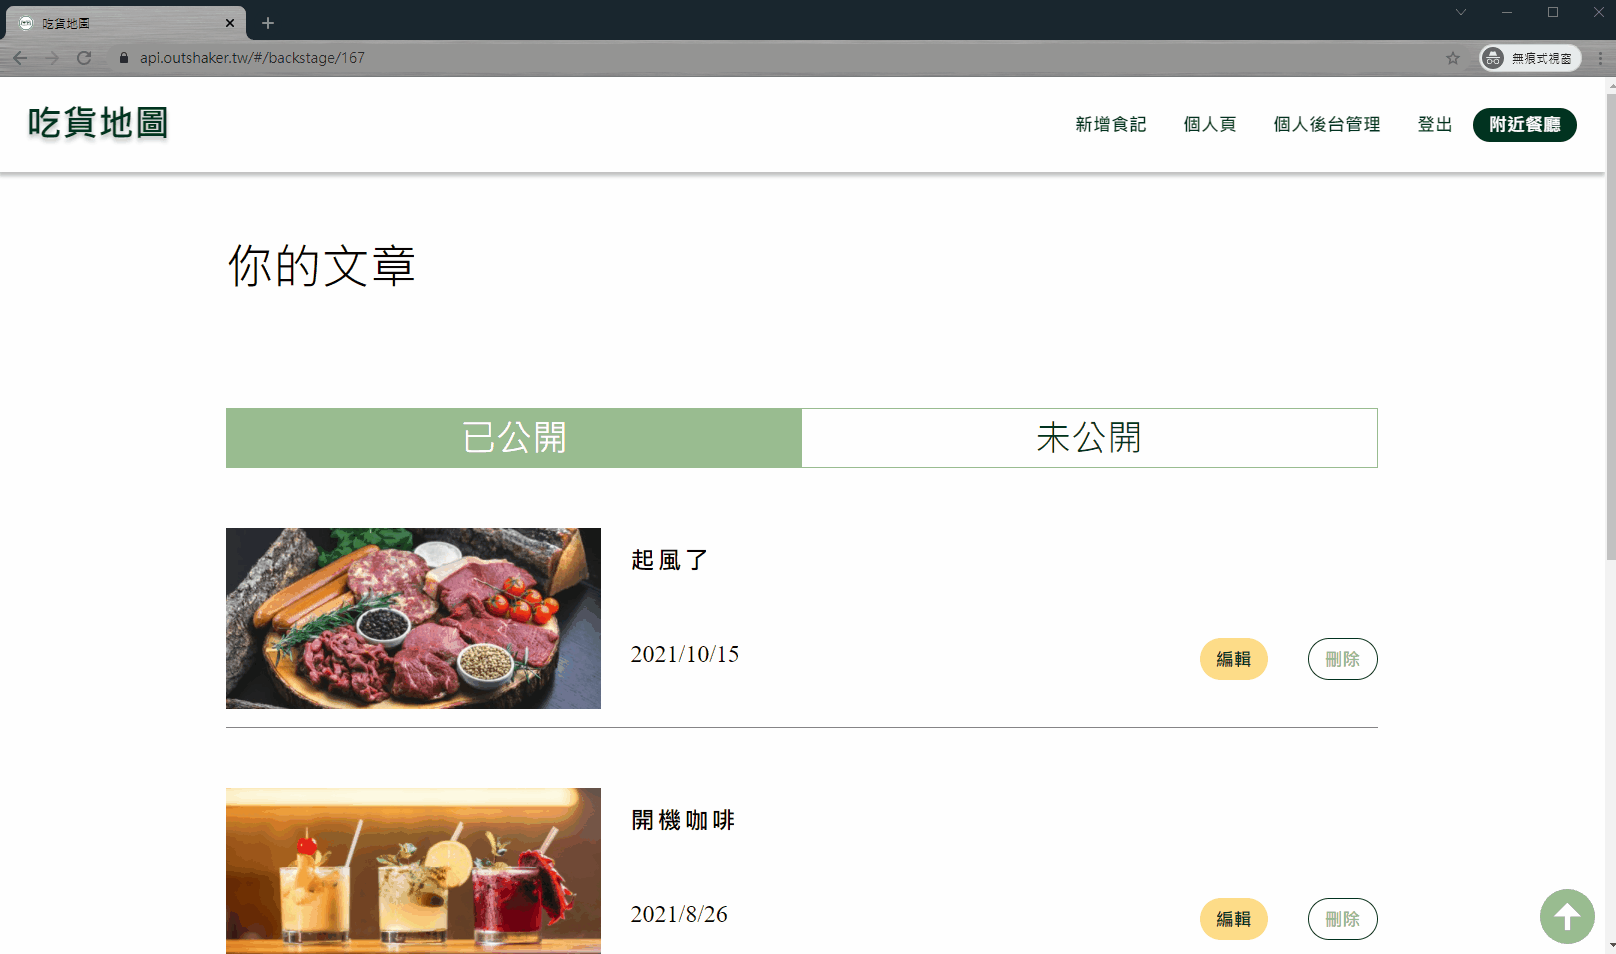 吃貨地圖
api.outshaker.tw/#/backstage/167
無痕式視窗
吃貨地圖
新增食記
個人頁
個人後台管理
登出
附近餐廳
你的文章
已公開
未公開
起風了
2021/10/15
編輯
刪除
開機咖啡
2021/8/26
編輯
刪除